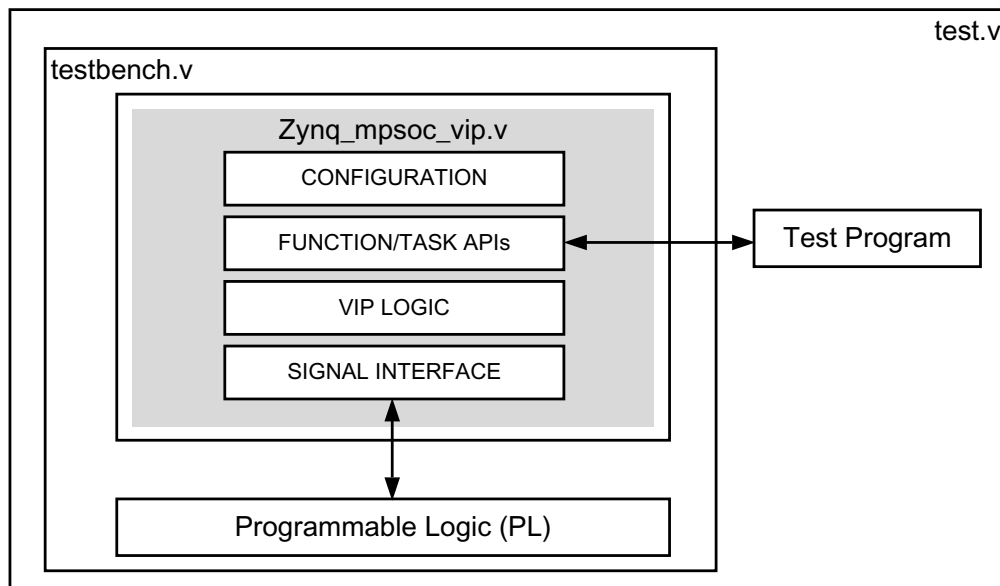 test.v
testbench.v
Zynq_mpsoc_vip.v
CONFIGURATION
FUNCTION/TASK APIs
Test Program
VIP LOGIC
SIGNAL INTERFACE
Programmable Logic (PL)